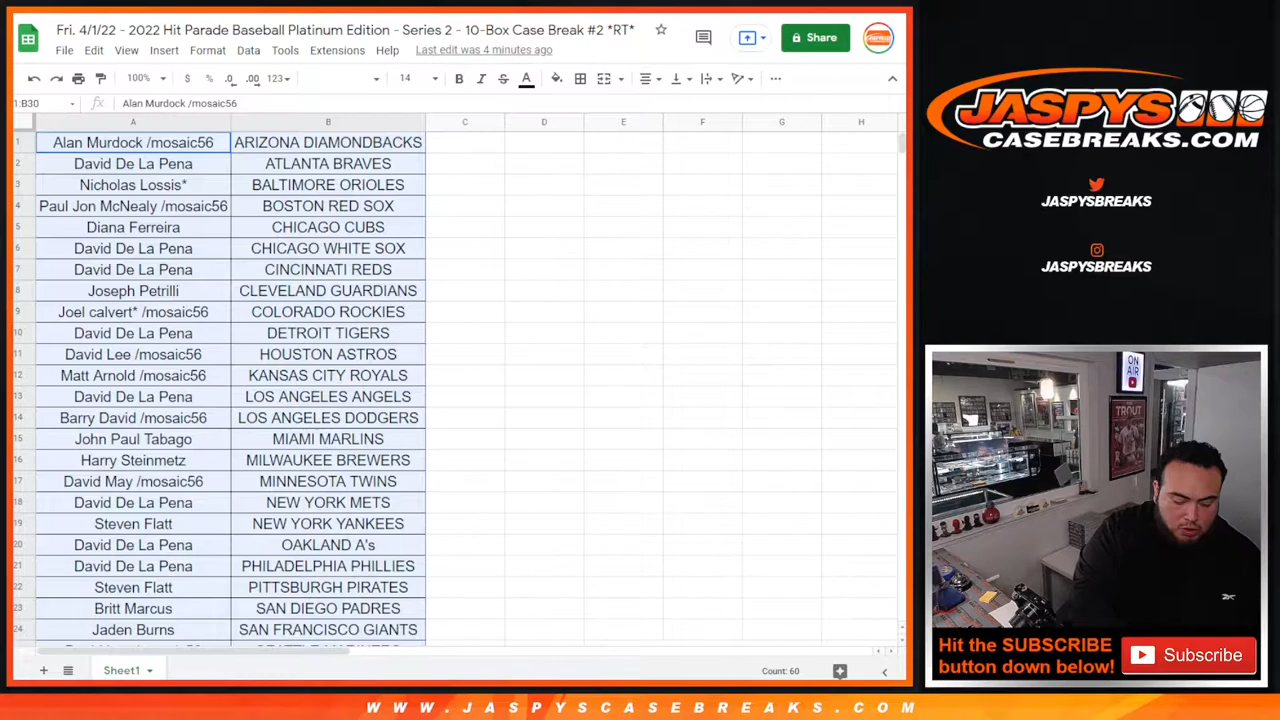 Fri. 4/1/22 - 2022 Hit Parade Baseball Platinum Edition - Series 2 - 10-Box Case Break #2 *RT*
File Edit View Insert Format Data Tools Extensions Help Last edit was 4 minutes ago
Share
100% $ % .0 .00 123 14 B I S A
1:B30 fx Alan Murdock /mosaic56
A B C D E F G H
1 Alan Murdock /mosaic56 ARIZONA DIAMONDBACKS
2 David De La Pena ATLANTA BRAVES
3 Nicholas Lossis* BALTIMORE ORIOLES
4 Paul Jon McNealy /mosaic56 BOSTON RED SOX
5 Diana Ferreira CHICAGO CUBS
6 David De La Pena CHICAGO WHITE SOX
7 David De La Pena CINCINNATI REDS
8 Joseph Petrilli CLEVELAND GUARDIANS
9 Joel calvert* /mosaic56 COLORADO ROCKIES
10 David De La Pena DETROIT TIGERS
11 David Lee /mosaic56 HOUSTON ASTROS
12 Matt Arnold /mosaic56 KANSAS CITY ROYALS
13 David De La Pena LOS ANGELES ANGELS
14 Barry David /mosaic56 LOS ANGELES DODGERS
15 John Paul Tabago MIAMI MARLINS
16 Harry Steinmetz MILWAUKEE BREWERS
17 David May /mosaic56 MINNESOTA TWINS
18 David De La Pena NEW YORK METS
19 Steven Flatt NEW YORK YANKEES
20 David De La Pena OAKLAND A's
21 David De La Pena PHILADELPHIA PHILLIES
22 Steven Flatt PITTSBURGH PIRATES
23 Britt Marcus SAN DIEGO PADRES
24 Jaden Burns SAN FRANCISCO GIANTS
Sheet1
Count: 60
JASPYS
CASEBREAKS.COM
JASPYSBREAKS
JASPYSBREAKS
ON
AIR
TROUT
Hit the SUBSCRIBE
button down below!
Subscribe
WWW.JASPYSCASEBREAKS.COM